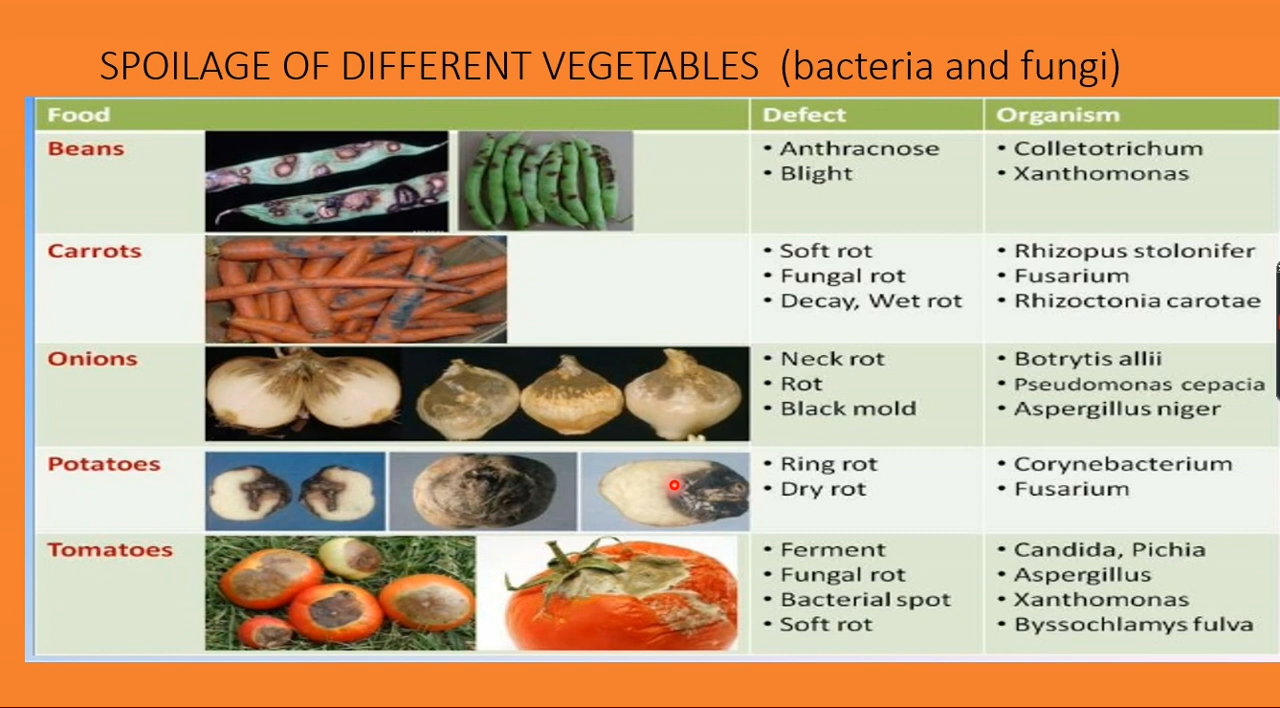 SPOILAGE OF DIFFERENT VEGETABLES (bacteria and fungi)
Food Defect Organism
Beans • Anthracnose • Colletotrichum
• Blight • Xanthomonas
Carrots • Soft rot • Rhizopus stolonifer
• Fungal rot • Fusarium
• Decay, Wet rot • Rhizoctonia carotae
Onions • Neck rot • Botrytis allii
• Rot • Pseudomonas cepacia
• Black mold • Aspergillus niger
Potatoes • Ring rot • Corynebacterium
• Dry rot • Fusarium
Tomatoes • Ferment • Candida, Pichia
• Fungal rot • Aspergillus
• Bacterial spot • Xanthomonas
• Soft rot • Byssochlamys fulva